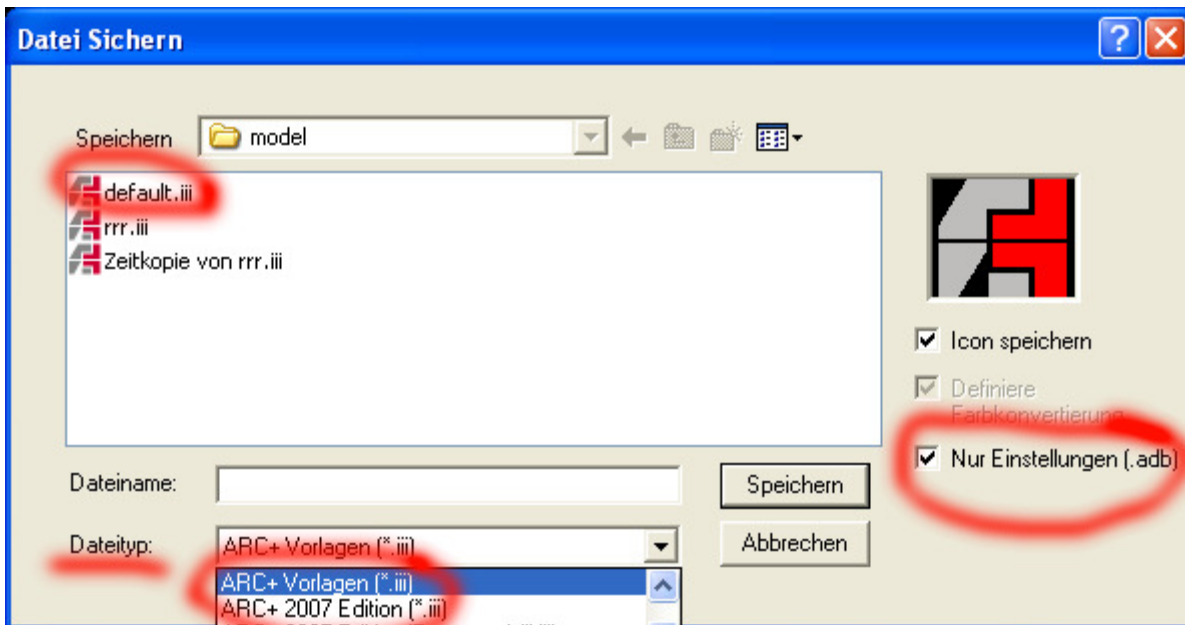 Datei Sichern
Speichern
model
default.iii
rrr.iii
Zeitkopie von rrr.iii
Icon speichern
Definiere
Farbkonvertierung
Nur Einstellungen (.adb)
Dateiname:
Speichern
Dateityp:
ARC+ Vorlagen (*.iii)
Abbrechen
ARC+ Vorlagen (*.iii)
ARC+ 2007 Edition (*.iii)